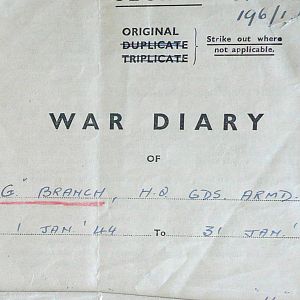 196/1
ORIGINAL
DUPLICATE
TRIPLICATE
Strike out where
not applicable.
WAR DIARY
OF
"G" BRANCH, H.Q. GDS. ARMD.
1 JAN '44 To 31 JAN '